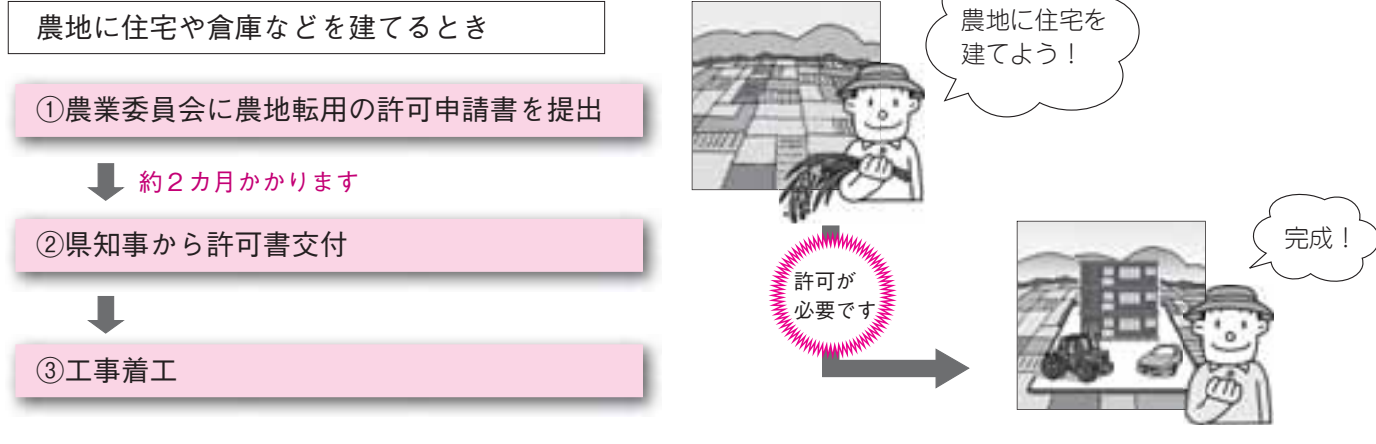 農地に住宅や倉庫などを建てるとき
①農業委員会に農地転用の許可申請書を提出
約２カ月かかります
②県知事から許可書交付
③工事着工
農地に住宅を
建てよう！
許可が
必要です
完成！